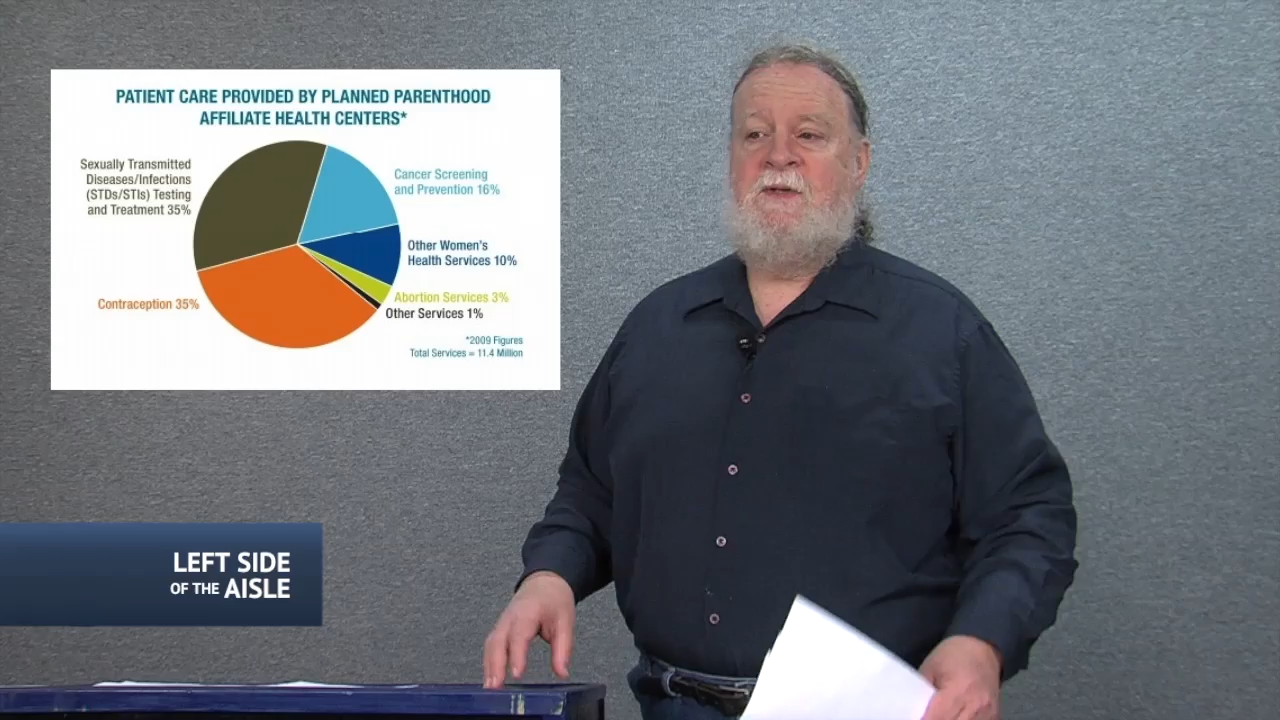 PATIENT CARE PROVIDED BY PLANNED PARENTHOOD
AFFILIATE HEALTH CENTERS*
Sexually Transmitted
Diseases/Infections
(STDs/STIs) Testing
and Treatment 35%
Cancer Screening
and Prevention 16%
Other Women's
Health Services 10%
Contraception 35%
Abortion Services 3%
Other Services 1%
*2009 Figures
Total Services = 11.4 Million
LEFT SIDE
OF THE AISLE